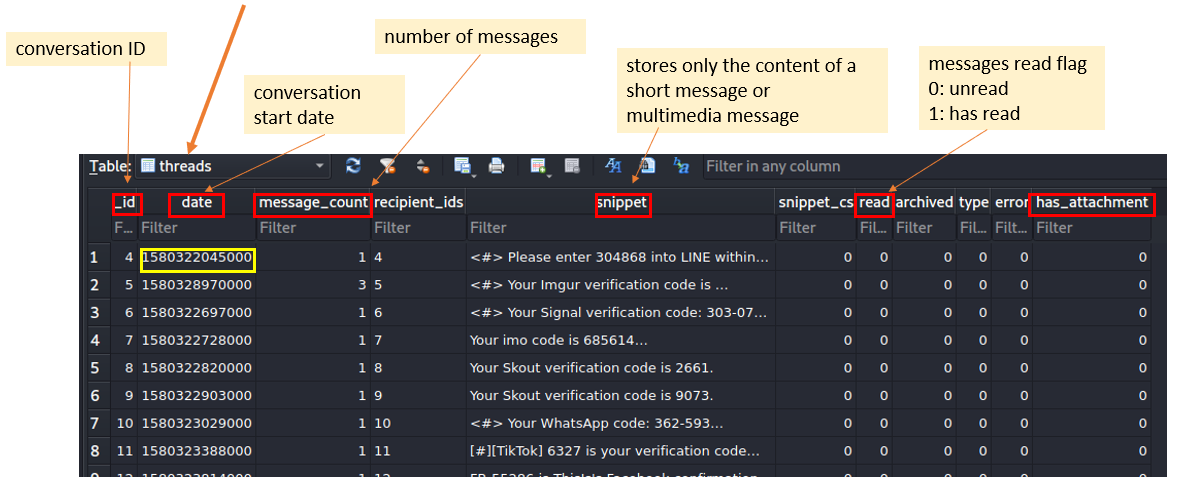 conversation ID
number of messages
conversation
start date
stores only the content of a
short message or
multimedia message
messages read flag
0: unread
1: has read
Table: threads Filter in any column
_id date message_count recipient_ids snippet snippet_cs read archived type error has_attachment
F... Filter Filter Filter Filter Filter Fil... Filter Fil... Filt... Filter
1 4 1580322045000 1 4 <#> Please enter 304868 into LINE within... 0 0 0 0 0 0
2 5 1580328970000 3 5 <#> Your Imgur verification code is ... 0 0 0 0 0 0
3 6 1580322697000 1 6 <#> Your Signal verification code: 303-07... 0 0 0 0 0 0
4 7 1580322728000 1 7 Your imo code is 685614... 0 0 0 0 0 0
5 8 1580322820000 1 8 Your Skout verification code is 2661. 0 0 0 0 0 0
6 9 1580322903000 1 9 Your Skout verification code is 9073. 0 0 0 0 0 0
7 10 1580323029000 1 10 <#> Your WhatsApp code: 362-593... 0 0 0 0 0 0
8 11 1580323388000 1 11 [#][TikTok] 6327 is your verification code... 0 0 0 0 0 0